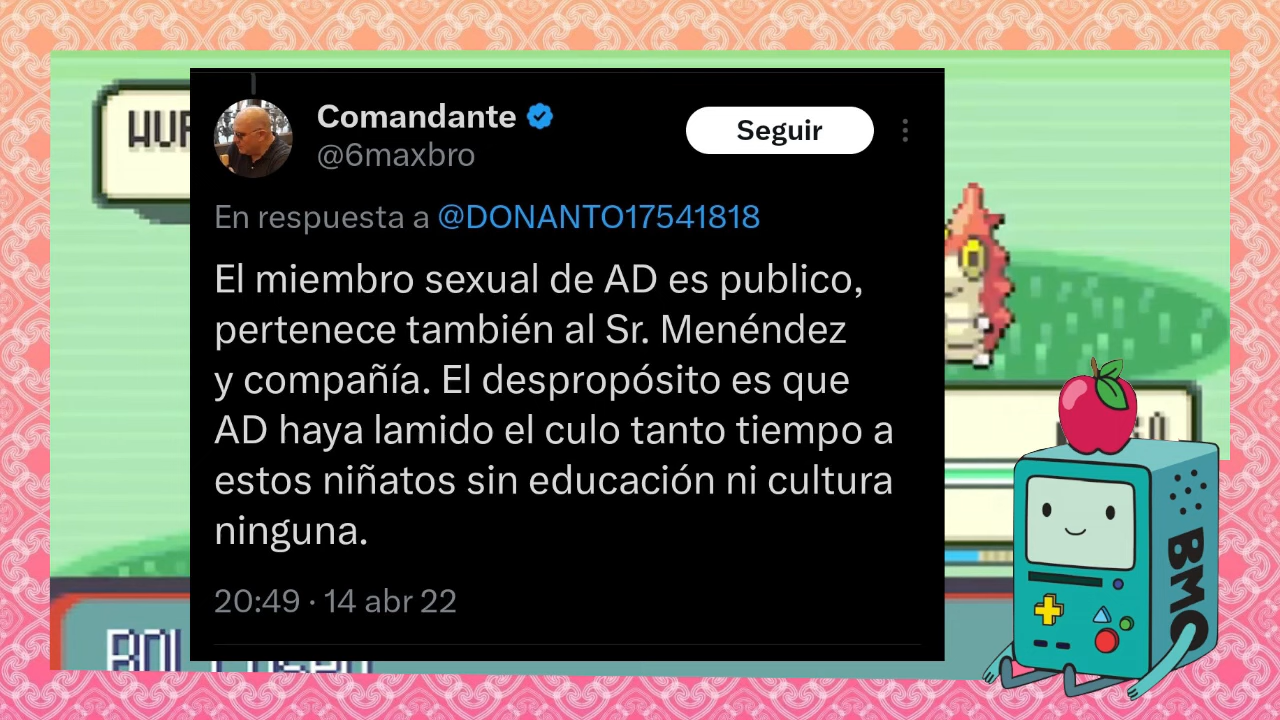 Comandante
@6maxbro
Seguir
En respuesta a @DONANTO17541818
El miembro sexual de AD es publico,
pertenece también al Sr. Menéndez
y compañía. El despropósito es que
AD haya lamido el culo tanto tiempo a
estos niñatos sin educación ni cultura
ninguna.
20:49 · 14 abr 22
BMO